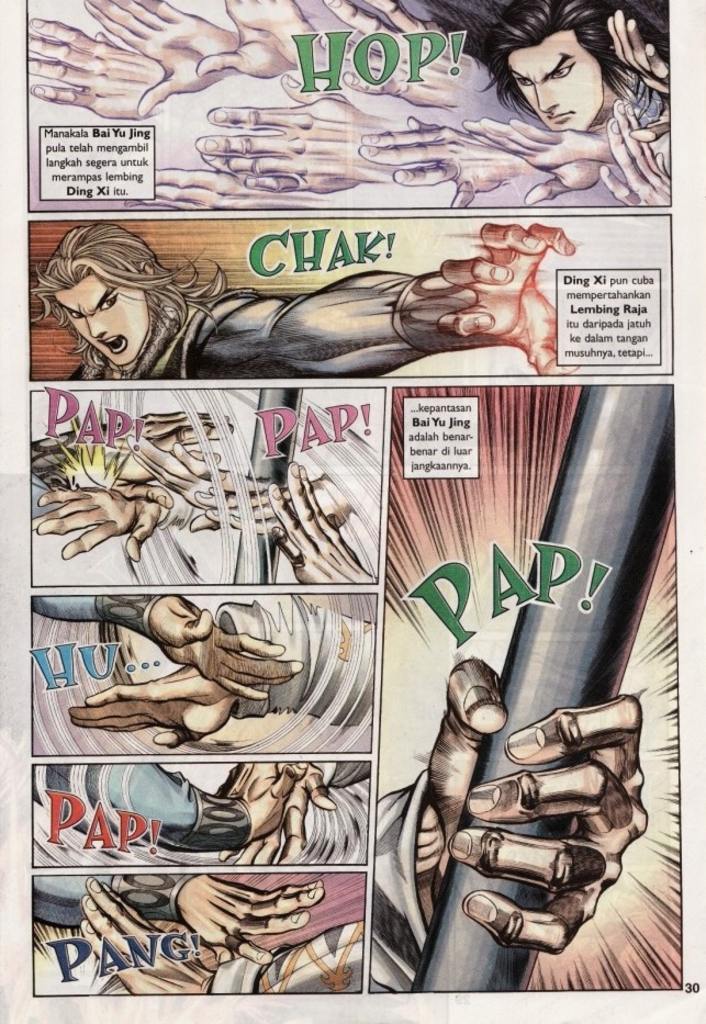 HOP!
Manakala Bai Yu Jing
pula telah mengambil
langkah segera untuk
merampas lembing
Ding Xi itu.
CHAK!
Ding Xi pun cuba
mempertahankan
Lembing Raja
itu daripada jatuh
ke dalam tangan
musuhnya, tetapi...
PAP!
PAP!
...kepantasan
Bai Yu Jing
adalah benar-
benar di luar
jangkaannya.
PAP!
HU...
PAP!
PANG!
30